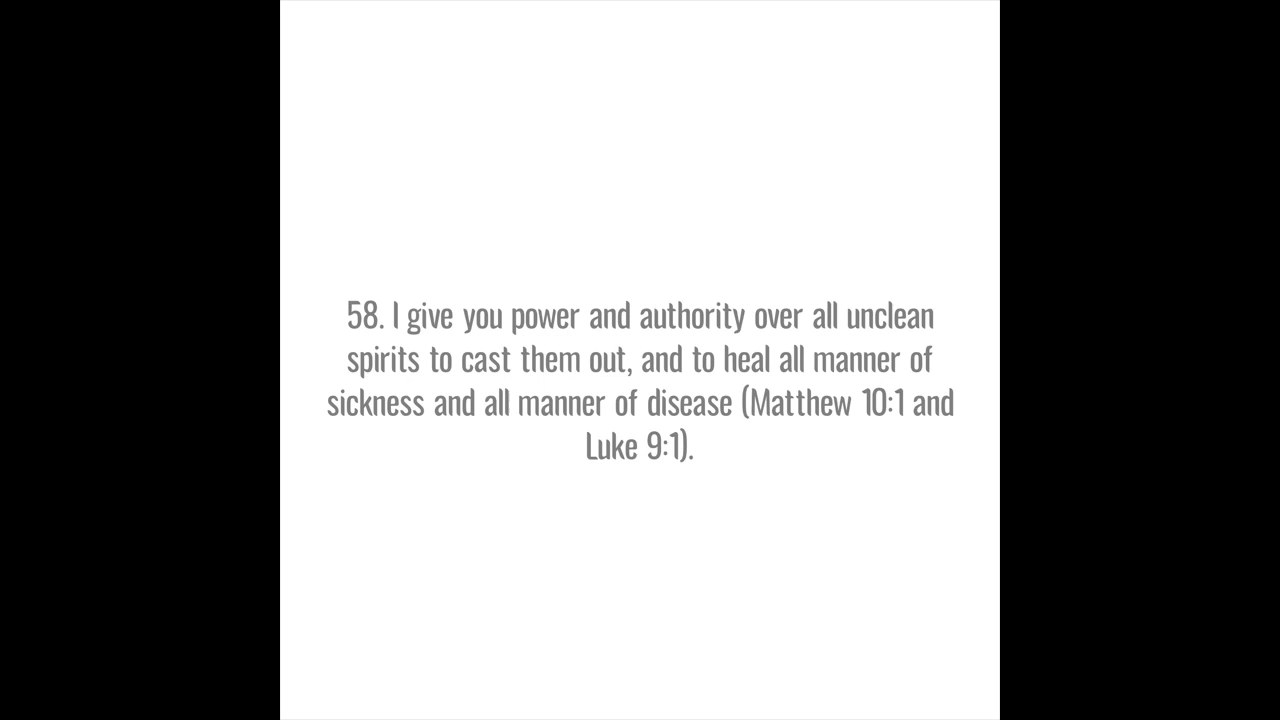 58. I give you power and authority over all unclean
spirits to cast them out, and to heal all manner of
sickness and all manner of disease (Matthew 10:1 and
Luke 9:1).